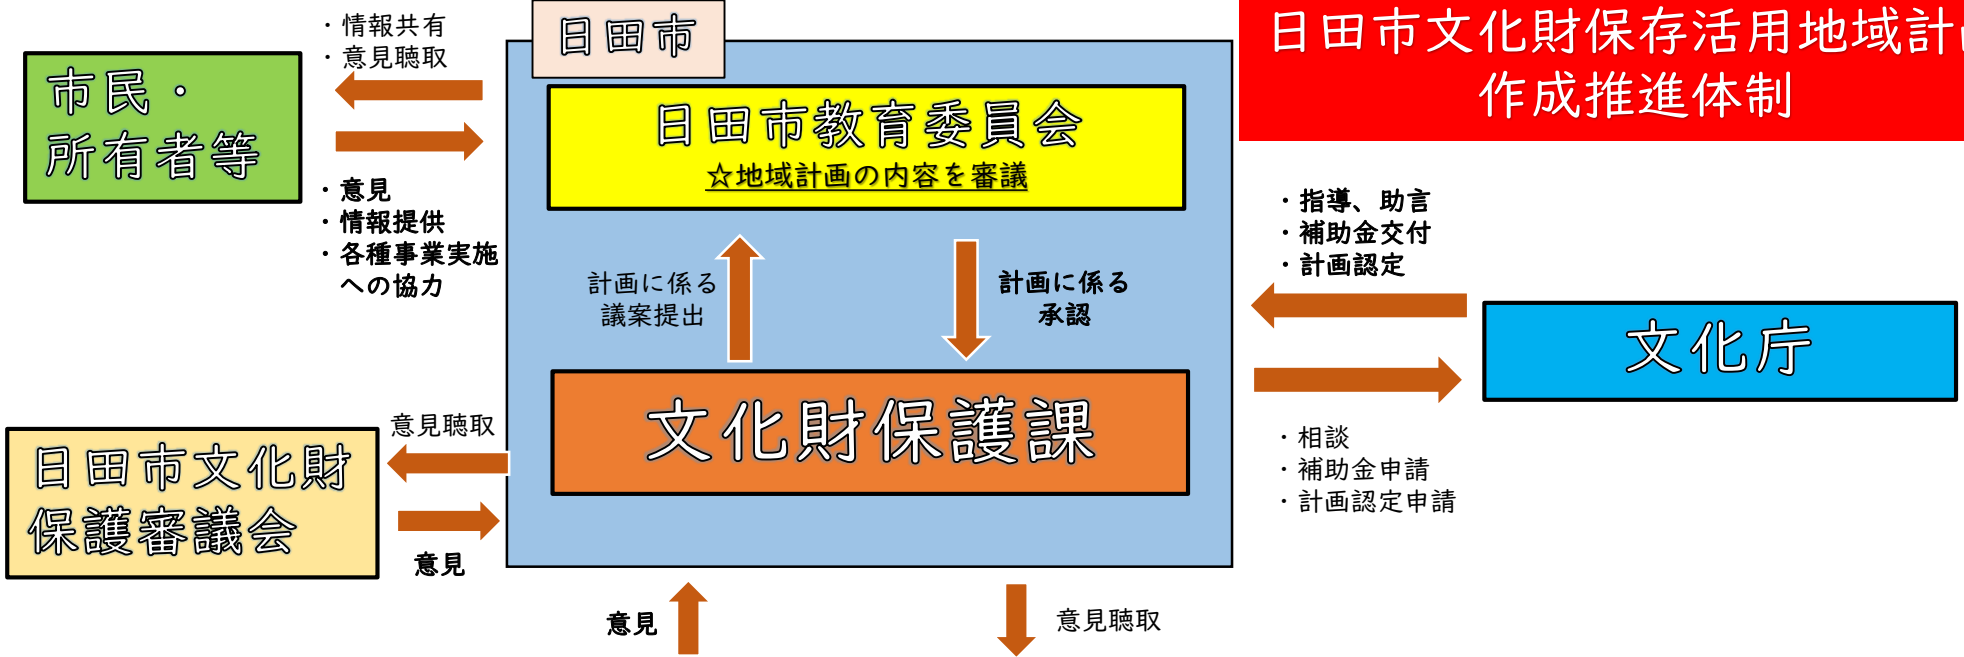 ・情報共有
・意見聴取
市民・
所有者等
・意見
・情報提供
・各種事業実施
への協力
日田市
日田市教育委員会
☆地域計画の内容を審議
計画に係る
議案提出
計画に係る
承認
文化財保護課
日田市文化財保存活用地域計
作成推進体制
・指導、助言
・補助金交付
・計画認定
文化庁
・相談
・補助金申請
・計画認定申請
意見聴取
日田市文化財
保護審議会
意見
意見
意見聴取